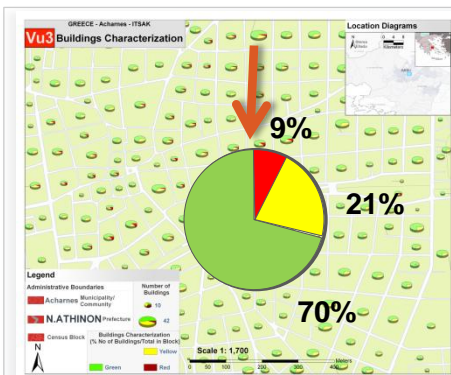 GREECE - Acharnes - ITSAK
Vu3 Buildings Characterization
Location Diagrams
N
Kilometers
9%
21%
70%
Legend
Administrative Boundaries
Acharnes Municipality/
Community
N.ATHINON Prefecture
Census Block
N
Number of
Buildings
10
42
Buildings Characterization
(% No of Buildings/Total in Block)
Yellow
Green
Red
Scale 1: 1,700
0 50 100 200 300 400
Meters